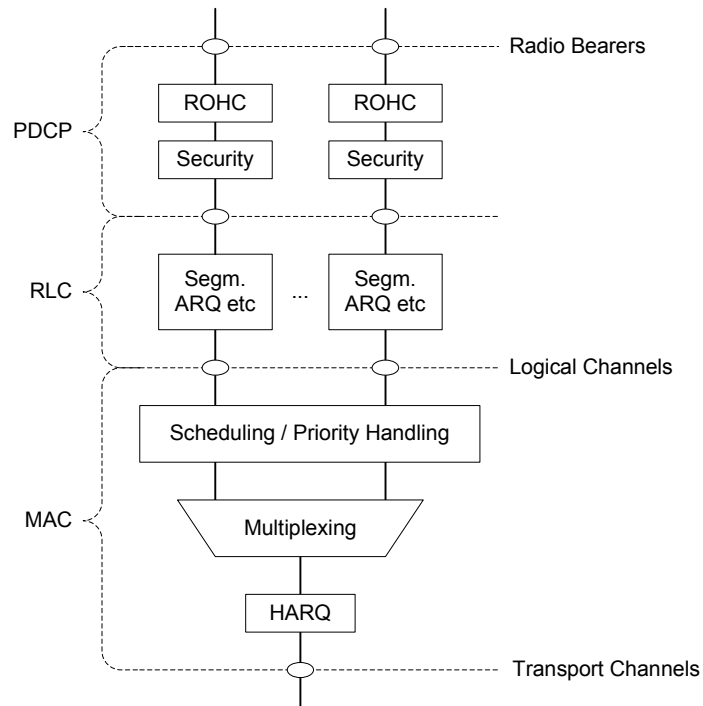 Radio Bearers
ROHC
ROHC
PDCP
Security
Security
Segm.
ARQ etc
...
Segm.
ARQ etc
RLC
Logical Channels
Scheduling / Priority Handling
MAC
Multiplexing
HARQ
Transport Channels